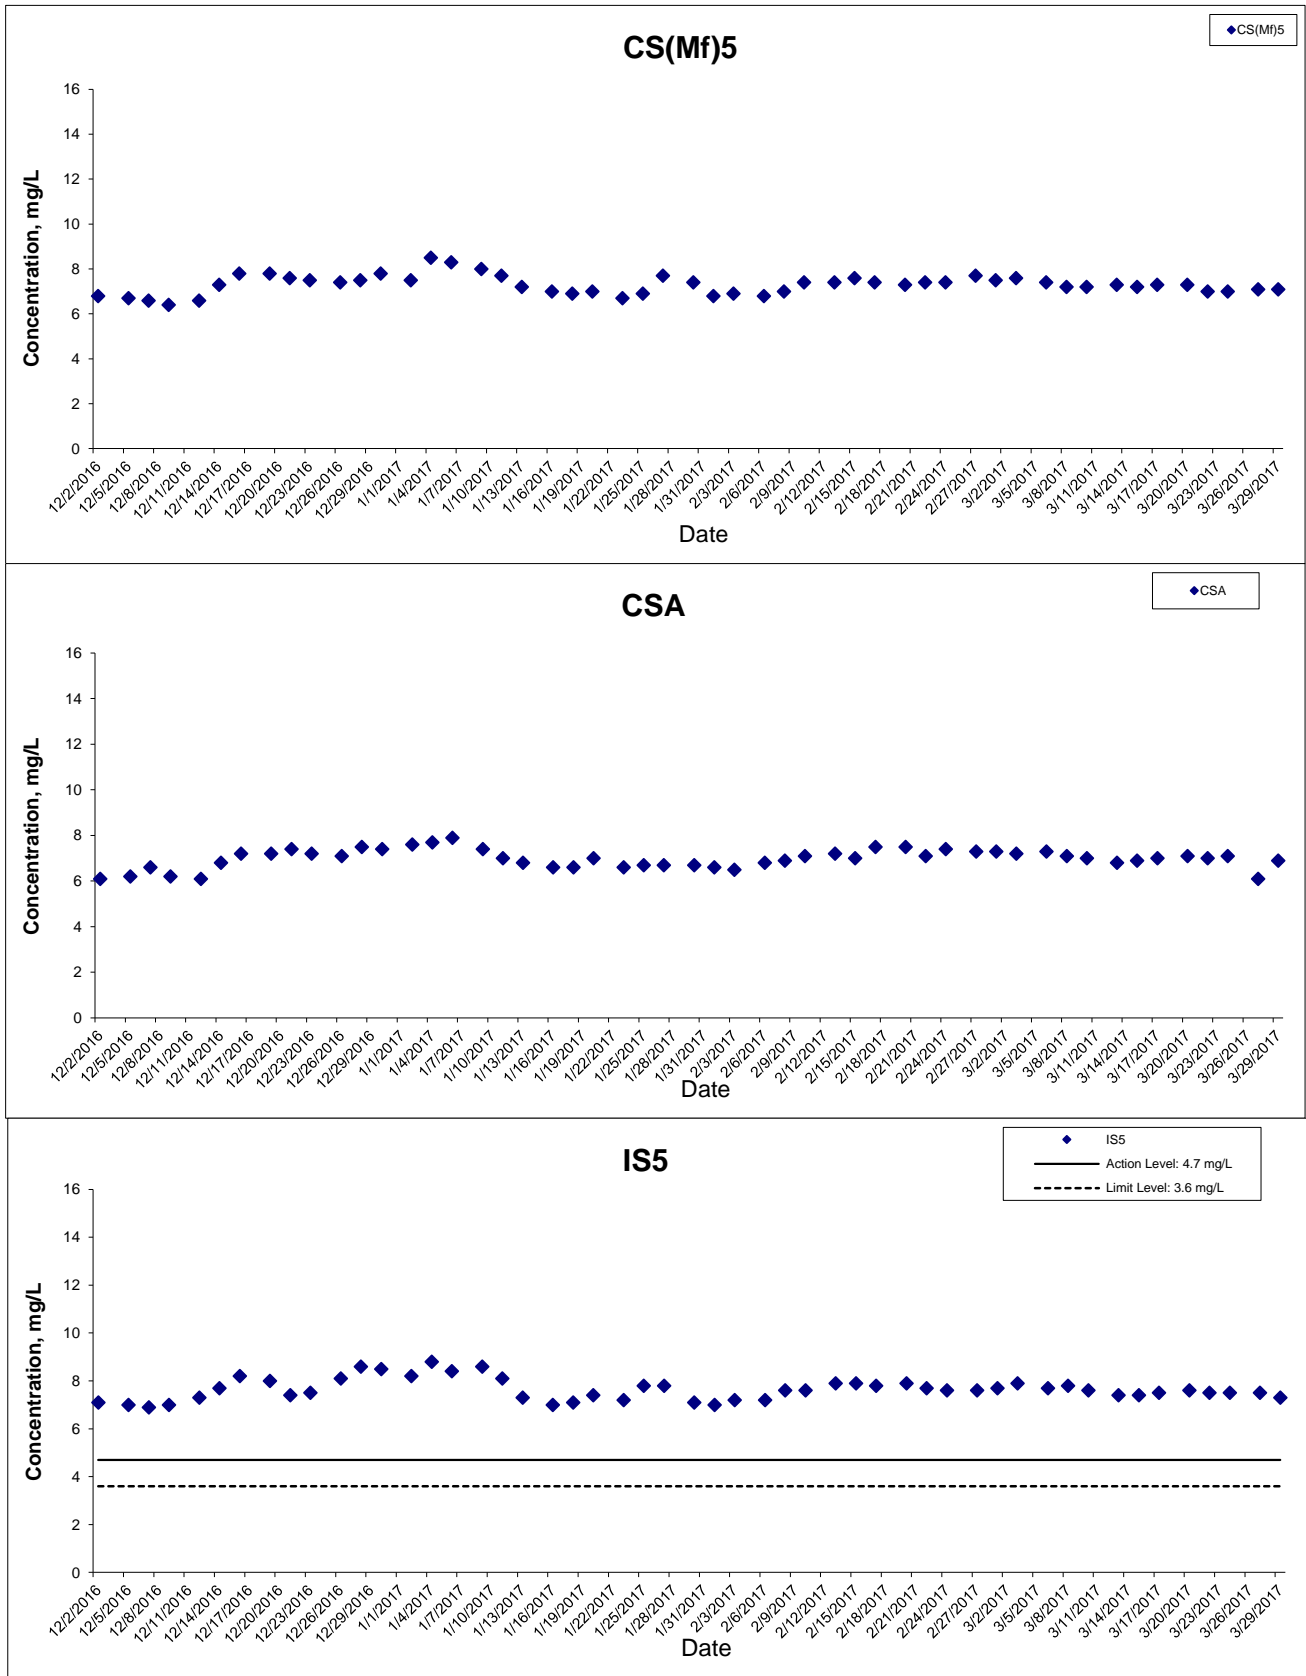 CS(Mf)5
CS(Mf)5
Concentration, mg/L
16
14
12
10
8
6
4
2
0
12/2/2016 12/5/2016 12/8/2016 12/11/2016 12/14/2016 12/17/2016 12/20/2016 12/23/2016 12/26/2016 12/29/2016 1/1/2017 1/4/2017 1/7/2017 1/10/2017 1/13/2017 1/16/2017 1/19/2017 1/22/2017 1/25/2017 1/28/2017 1/31/2017 2/3/2017 2/6/2017 2/9/2017 2/12/2017 2/15/2017 2/18/2017 2/21/2017 2/24/2017 2/27/2017 3/2/2017 3/5/2017 3/8/2017 3/11/2017 3/14/2017 3/17/2017 3/20/2017 3/23/2017 3/26/2017 3/29/2017
Date
CSA
CSA
Concentration, mg/L
16
14
12
10
8
6
4
2
0
12/2/2016 12/5/2016 12/8/2016 12/11/2016 12/14/2016 12/17/2016 12/20/2016 12/23/2016 12/26/2016 12/29/2016 1/1/2017 1/4/2017 1/7/2017 1/10/2017 1/13/2017 1/16/2017 1/19/2017 1/22/2017 1/25/2017 1/28/2017 1/31/2017 2/3/2017 2/6/2017 2/9/2017 2/12/2017 2/15/2017 2/18/2017 2/21/2017 2/24/2017 2/27/2017 3/2/2017 3/5/2017 3/8/2017 3/11/2017 3/14/2017 3/17/2017 3/20/2017 3/23/2017 3/26/2017 3/29/2017
Date
IS5
IS5
Action Level: 4.7 mg/L
Limit Level: 3.6 mg/L
Concentration, mg/L
16
14
12
10
8
6
4
2
0
12/2/2016 12/5/2016 12/8/2016 12/11/2016 12/14/2016 12/17/2016 12/20/2016 12/23/2016 12/26/2016 12/29/2016 1/1/2017 1/4/2017 1/7/2017 1/10/2017 1/13/2017 1/16/2017 1/19/2017 1/22/2017 1/25/2017 1/28/2017 1/31/2017 2/3/2017 2/6/2017 2/9/2017 2/12/2017 2/15/2017 2/18/2017 2/21/2017 2/24/2017 2/27/2017 3/2/2017 3/5/2017 3/8/2017 3/11/2017 3/14/2017 3/17/2017 3/20/2017 3/23/2017 3/26/2017 3/29/2017
Date